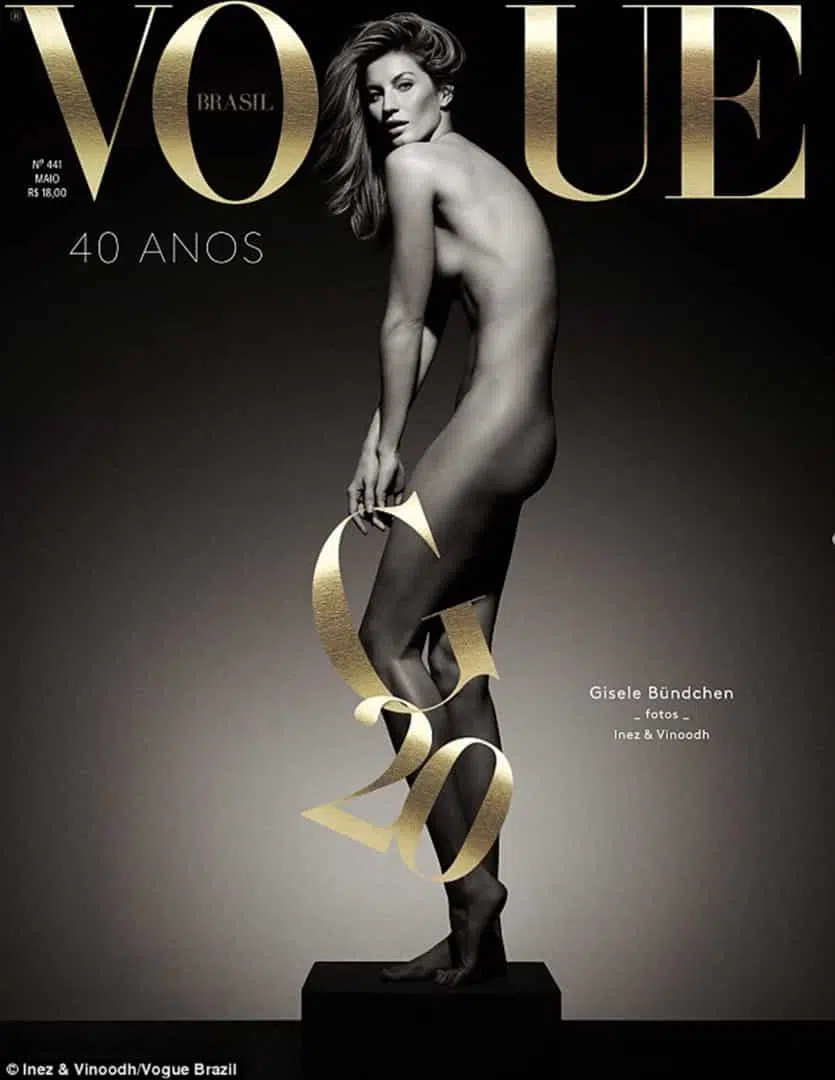 VOGUE
BRASIL
Nº 441
MAIO
R$ 18,00
40 ANOS
G
20
Gisele Bündchen
_ fotos _
Inez & Vinoodh
© Inez & Vinoodh/Vogue Brazil